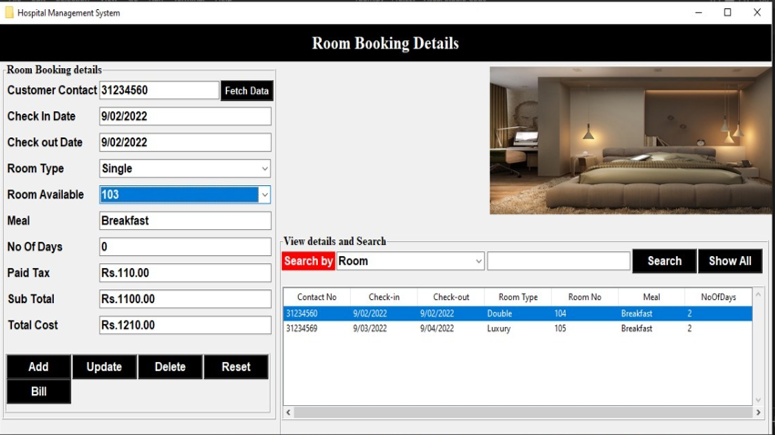 Hospital Management System
Room Booking Details
Room Booking details
Customer Contact 31234560 Fetch Data
Check In Date 9/02/2022
Check out Date 9/02/2022
Room Type Single
Room Available 103
Meal Breakfast
No Of Days 0
Paid Tax Rs.110.00
Sub Total Rs.1100.00
Total Cost Rs.1210.00
Add Update Delete Reset
Bill
View details and Search
Search by Room Search Show All
Contact No Check-in Check-out Room Type Room No Meal NoOfDays
31234560 9/02/2022 9/02/2022 Double 104 Breakfast 2
31234569 9/03/2022 9/04/2022 Luxury 105 Breakfast 2